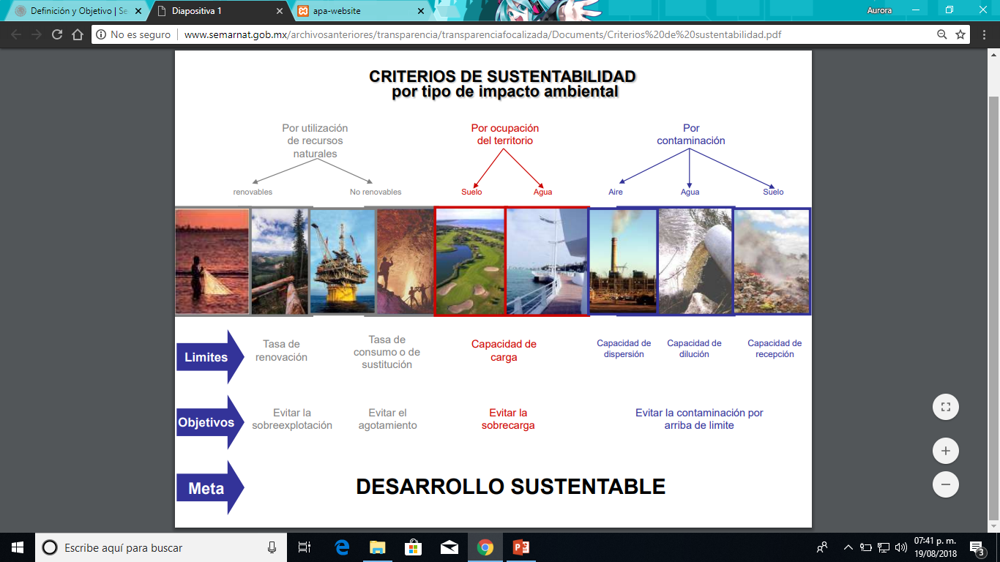 Definición y Objetivo | Se
Diapositiva 1
apa-website
Aurora
No es seguro | www.semarnat.gob.mx/archivosanteriores/transparencia/transparenciafocalizada/Documents/Criterios%20de%20sustentabilidad.pdf
CRITERIOS DE SUSTENTABILIDAD
por tipo de impacto ambiental
Por utilización
de recursos
naturales
Por ocupación
del territorio
Por
contaminación
renovables
No renovables
Suelo
Agua
Aire
Agua
Suelo
Limites
Tasa de
renovación
Tasa de
consumo o de
sustitución
Capacidad de
carga
Capacidad de
dispersión
Capacidad de
dilución
Capacidad de
recepción
Objetivos
Evitar la
sobreexplotación
Evitar el
agotamiento
Evitar la
sobrecarga
Evitar la contaminación por
arriba de limite
Meta
DESARROLLO SUSTENTABLE
Escribe aquí para buscar
07:41 p. m.
19/08/2018
3